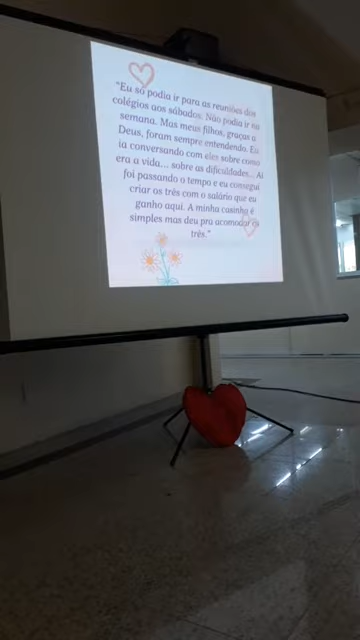 "Eu só podia ir para as reuniões dos
colégios aos sábados. Não podia ir na
semana. Mas meus filhos, graças a
Deus, foram sempre entendendo. Eu
ia conversando com eles sobre como
era a vida... sobre as dificuldades... Aí
foi passando o tempo e eu consegui
criar os três com o salário que eu
ganho aqui. A minha casinha é
simples mas deu pra acomodar os
três."